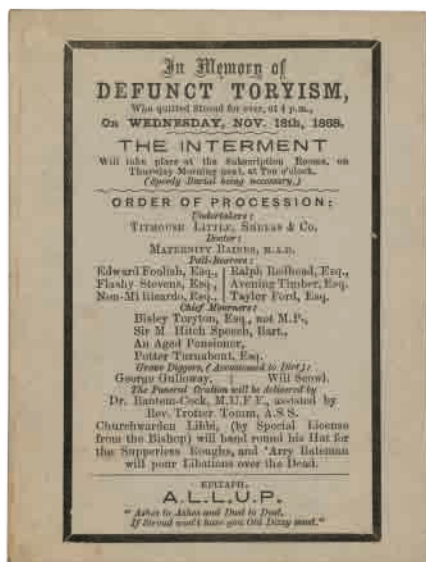 In Memory of
DEFUNCT TORYISM,
Who quitted Stroud for ever, at 4 p.m.,
On WEDNESDAY, NOV. 18th, 1868.
THE INTERMENT
Will take place at the Subscription Rooms, on
Thursday Morning next, at Ten o'clock.
(Speedy Burial being necessary.)
ORDER OF PROCESSION:
Undertakers:
TITMOUSE LITTLE, SHELAS & Co.
Doctor:
MATERNITY BAINES, M.A.D.
Pall-Bearers:
Edward Foolish, Esq., Ralph Redhead, Esq.,
Flashy Stevens, Esq., Avening Timber, Esq.
Non-Mi Ricardo, Esq., Taylor Ford, Esq.
Chief Mourners:
Bisley Toryton, Esq., not M.P.,
Sir M. Hitch Speech, Bart.,
An Aged Pensioner,
Potter Turnabout, Esq.
Grave Diggers, (Accustomed to Dirt):
George Gulloway, Will Scowl.
The Funeral Oration will be delivered by
Dr. Bantem-Cock, M.U.F.F., assisted by
Rev. Trotter Tomm, A.S.S.
Churchwarden Libbi, (by Special License
from the Bishop) will hand round his Hat for
the Supperless Roughs, and 'Arry Bateman
will pour Libations over the Dead.
EPITAPH.
A.L.L.U.P.
"Ashes to Ashes and Dust to Dust,
If Stroud won't have you Old Dizzy must."